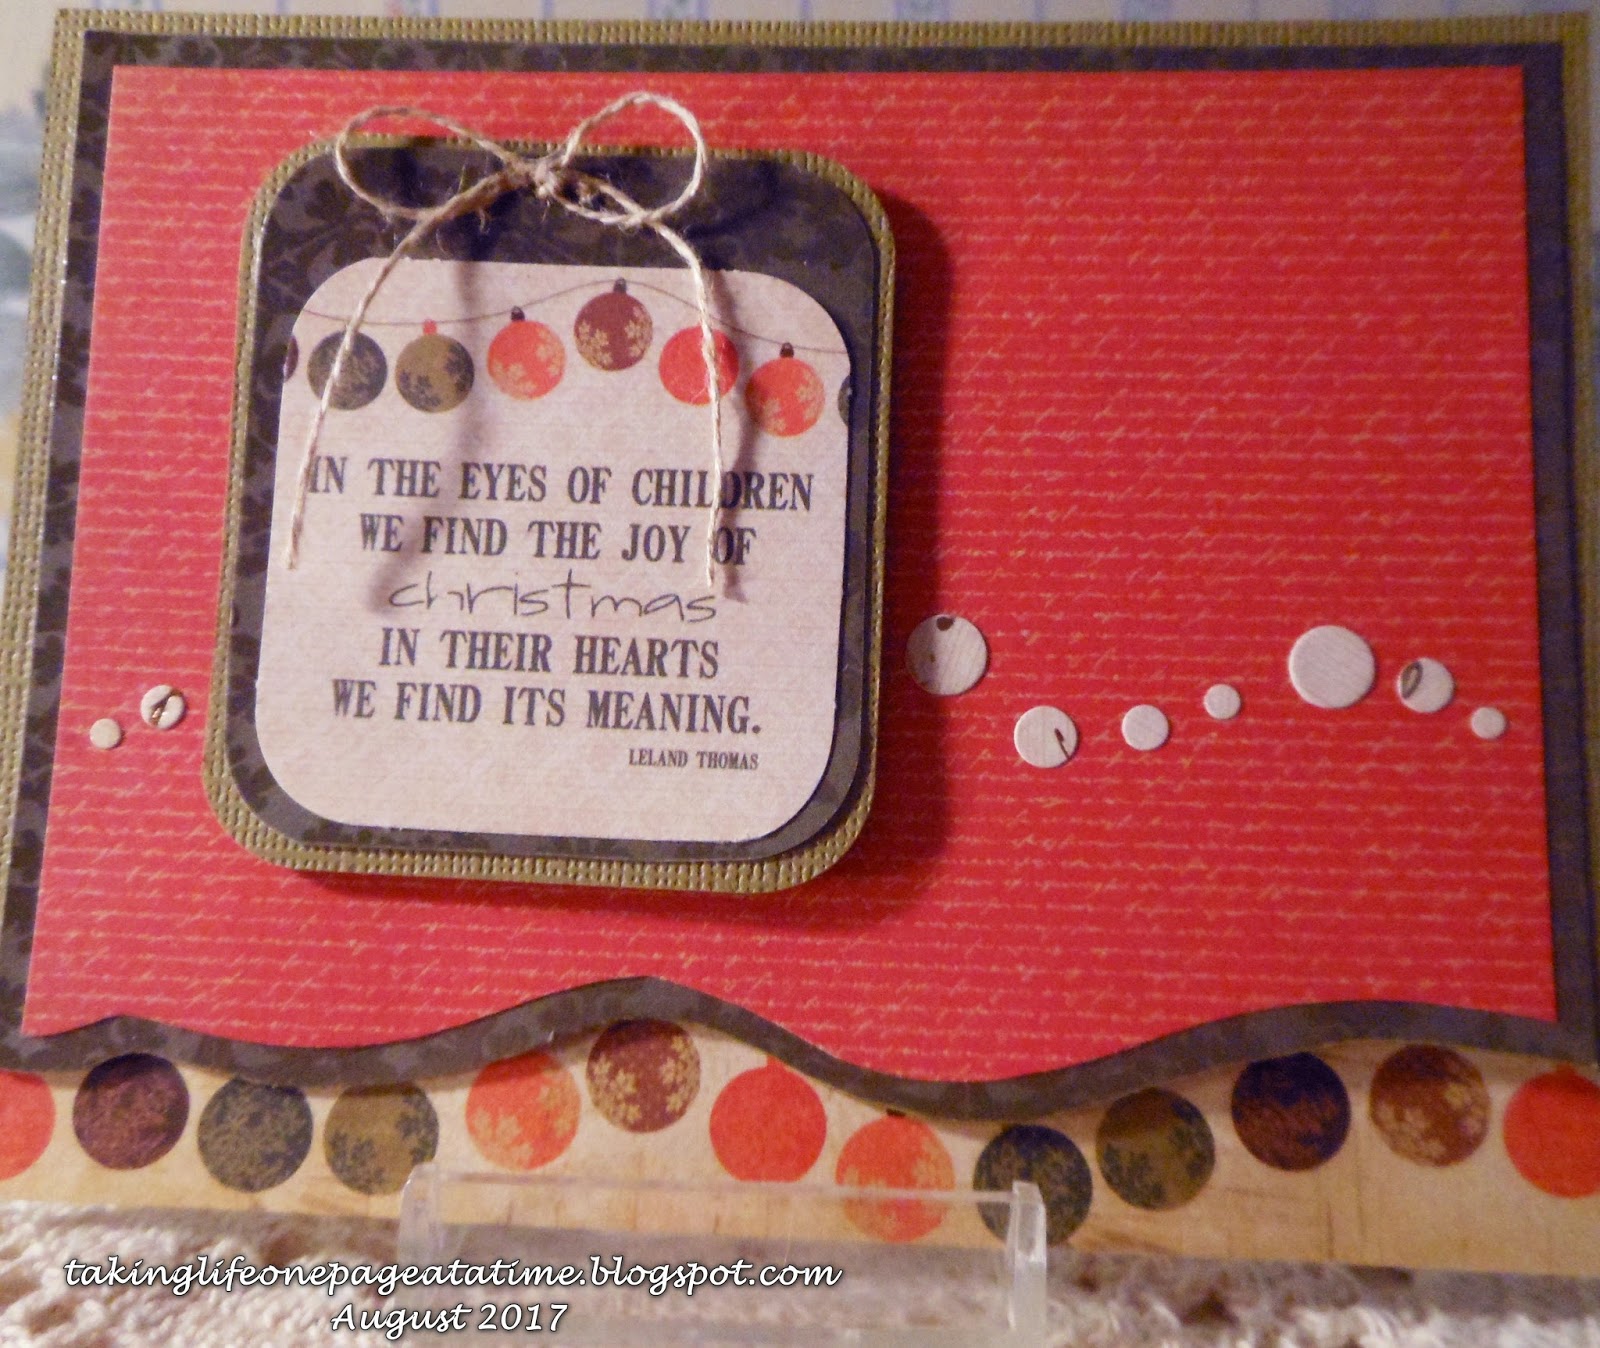 IN THE EYES OF CHILDREN
WE FIND THE JOY OF
christmas
IN THEIR HEARTS
WE FIND ITS MEANING.
LELAND THOMAS
takinglifeonepageatatime.blogspot.com
August 2017